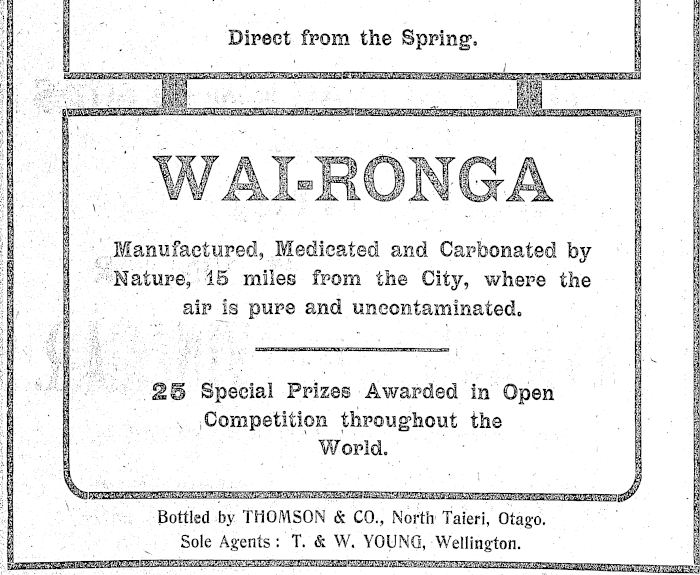 Direct from the Spring.
WAI-RONGA
Manufactured, Medicated and Carbonated by
Nature, 15 miles from the City, where the
air is pure and uncontaminated.
25 Special Prizes Awarded in Open
Competition throughout the
World.
Bottled by THOMSON & CO., North Taieri, Otago.
Sole Agents: T. & W. YOUNG, Wellington.